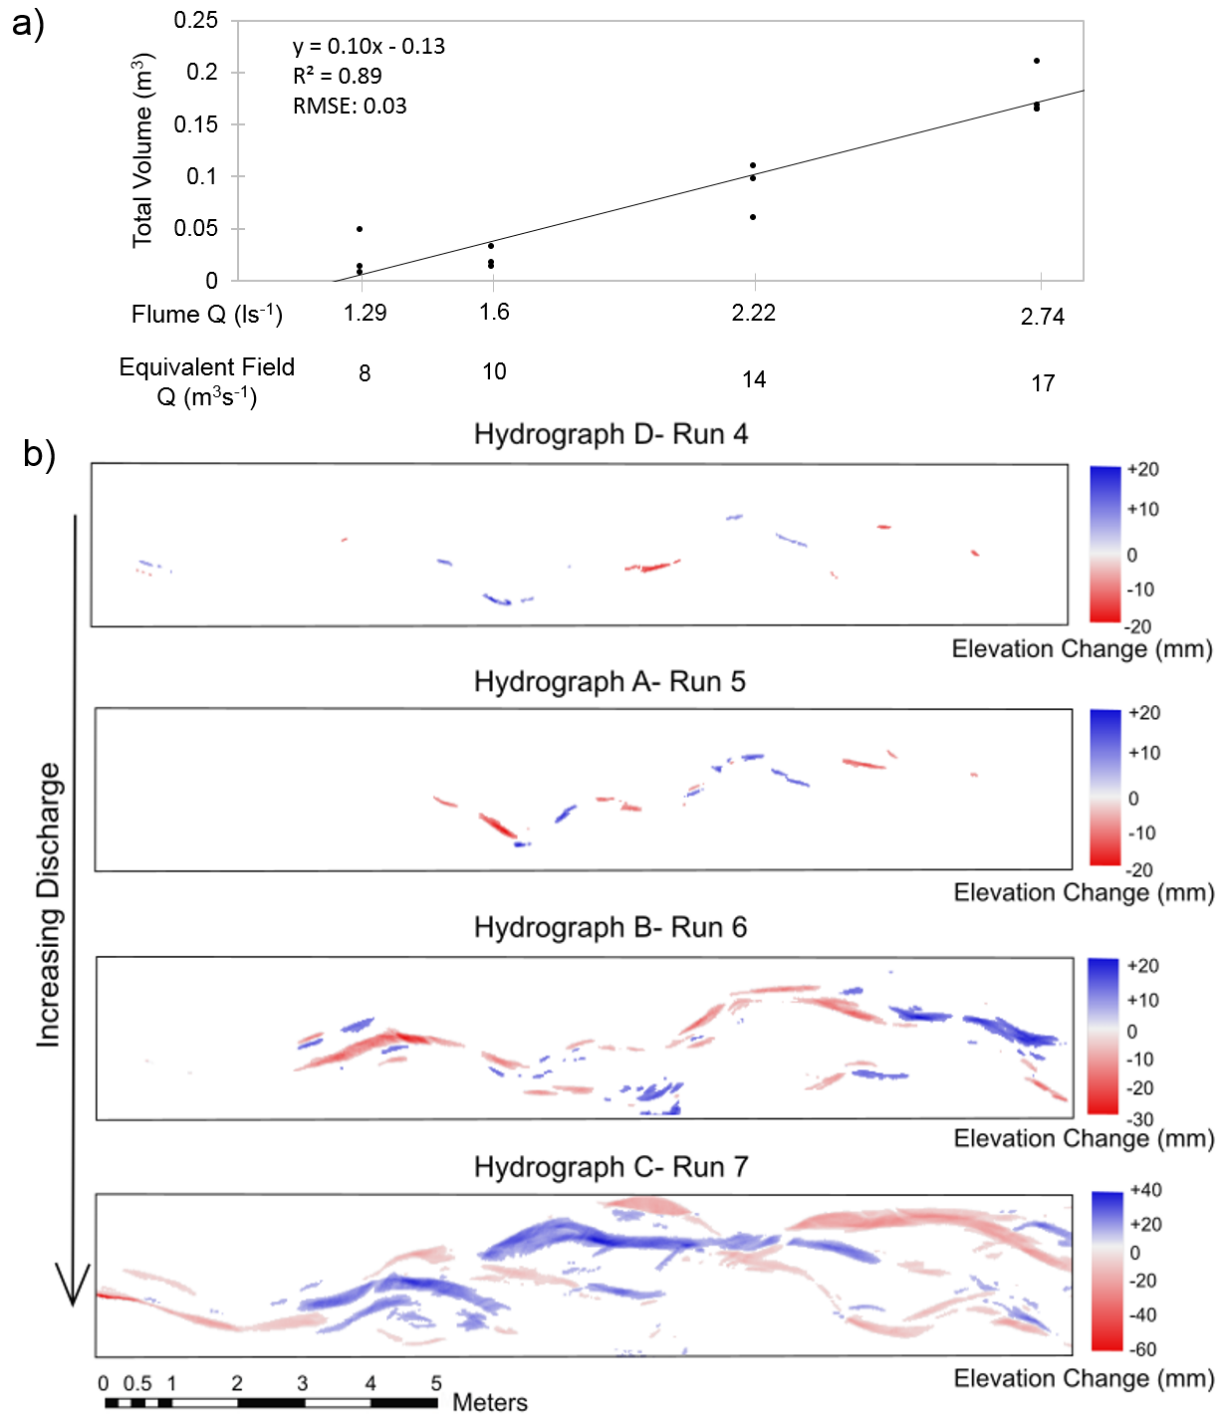 a)
0.25
0.2
0.15
0.1
0.05
0
Total Volume (m³)
y = 0.10x - 0.13
R² = 0.89
RMSE: 0.03
Flume Q (ls⁻¹) 1.29 1.6 2.22 2.74
Equivalent Field
Q (m³s⁻¹)
8 10 14 17
b)
Increasing Discharge
Hydrograph D- Run 4
+20
+10
0
-10
-20
Elevation Change (mm)
Hydrograph A- Run 5
+20
+10
0
-10
-20
Elevation Change (mm)
Hydrograph B- Run 6
+20
+10
0
-10
-20
-30
Elevation Change (mm)
Hydrograph C- Run 7
+40
+20
0
-20
-40
-60
Elevation Change (mm)
0 0.5 1 2 3 4 5
Meters